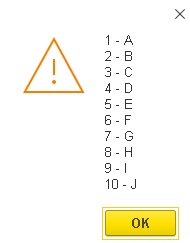 1 - A
2 - B
3 - C
4 - D
5 - E
6 - F
7 - G
8 - H
9 - I
10 - J
OK